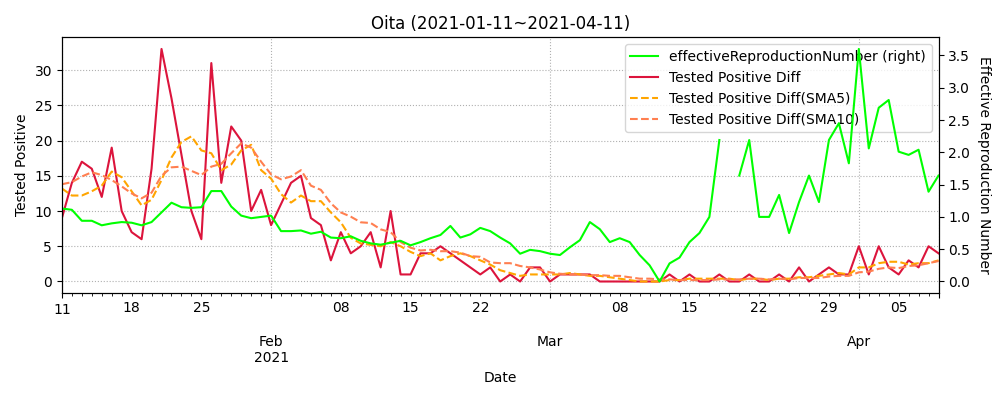 Oita (2021-01-11~2021-04-11)
effectiveReproductionNumber (right)
Tested Positive Diff
Tested Positive Diff(SMA5)
Tested Positive Diff(SMA10)
Tested Positive
30
25
20
15
10
5
0
Effective Reproduction Number
3.5
3.0
2.5
2.0
1.5
1.0
0.5
0.0
11 18 25 08 15 22 08 15 22 29 05
Feb Mar Apr
2021
Date